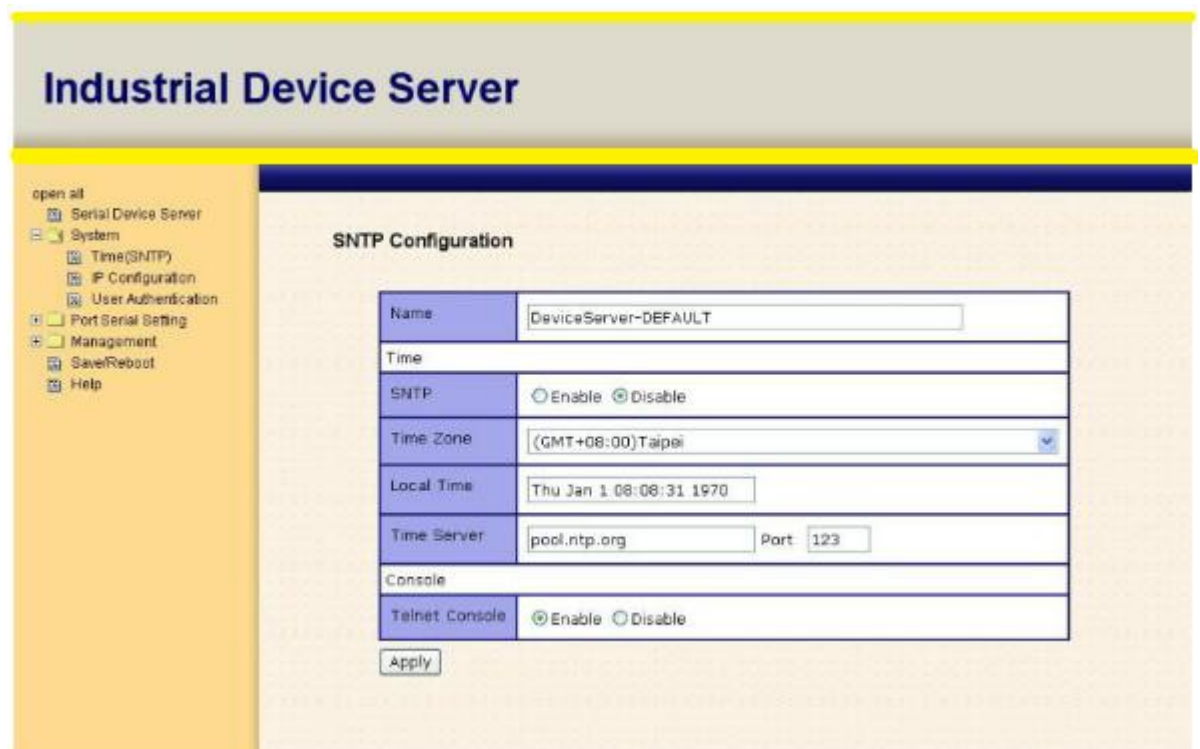 Industrial Device Server
open all
Serial Device Server
System
Time(SNTP)
IP Configuration
User Authentication
Port Serial Setting
Management
Save/Reboot
Help
SNTP Configuration
Name DeviceServer-DEFAULT
Time
SNTP Enable Disable
Time Zone (GMT+08:00)Taipei
Local Time Thu Jan 1 08:08:31 1970
Time Server pool.ntp.org Port 123
Console
Telnet Console Enable Disable
Apply